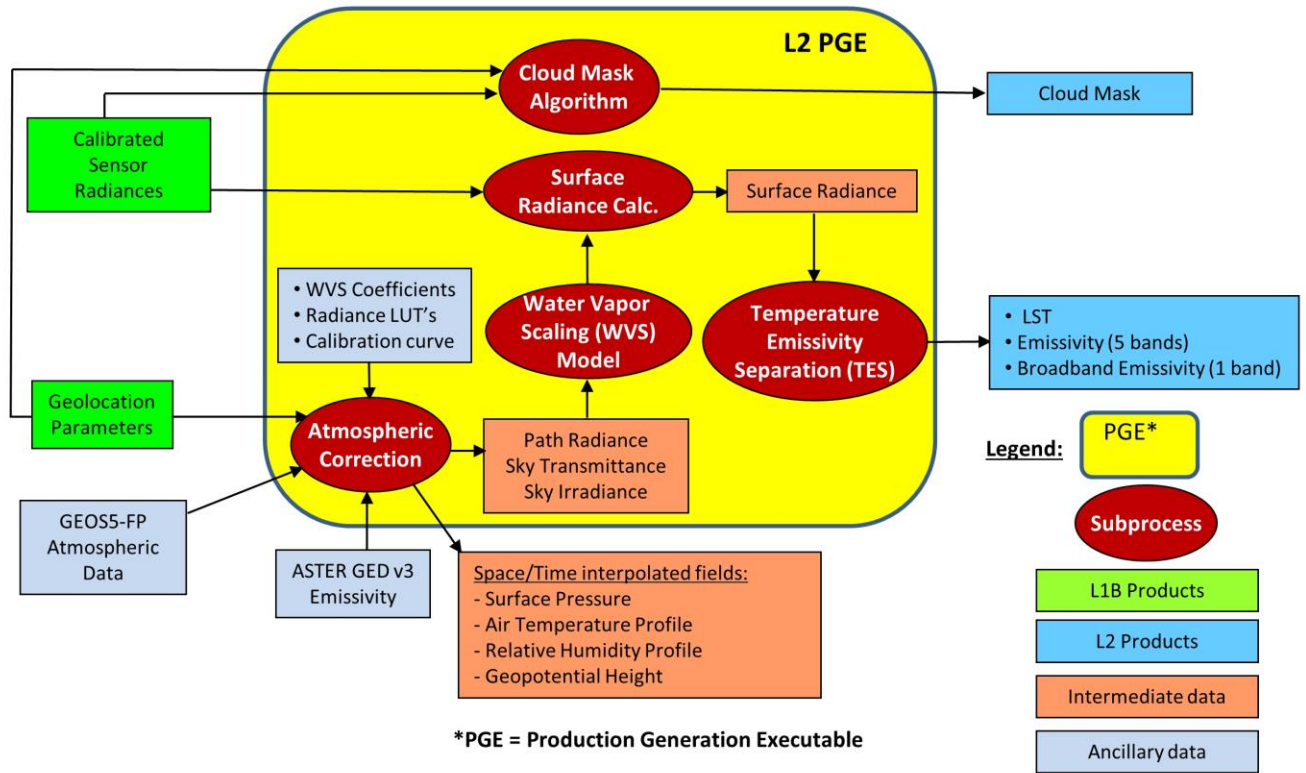 L2 PGE
Cloud Mask
Algorithm
Cloud Mask
Calibrated
Sensor
Radiances
Surface
Radiance Calc.
Surface Radiance
• WVS Coefficients
• Radiance LUT's
• Calibration curve
Water Vapor
Scaling (WVS)
Model
Temperature
Emissivity
Separation (TES)
• LST
• Emissivity (5 bands)
• Broadband Emissivity (1 band)
Geolocation
Parameters
Atmospheric
Correction
Path Radiance
Sky Transmittance
Sky Irradiance
GEOS5-FP
Atmospheric
Data
ASTER GED v3
Emissivity
Space/Time interpolated fields:
- Surface Pressure
- Air Temperature Profile
- Relative Humidity Profile
- Geopotential Height
Legend:
PGE*
Subprocess
L1B Products
L2 Products
Intermediate data
Ancillary data
*PGE = Production Generation Executable